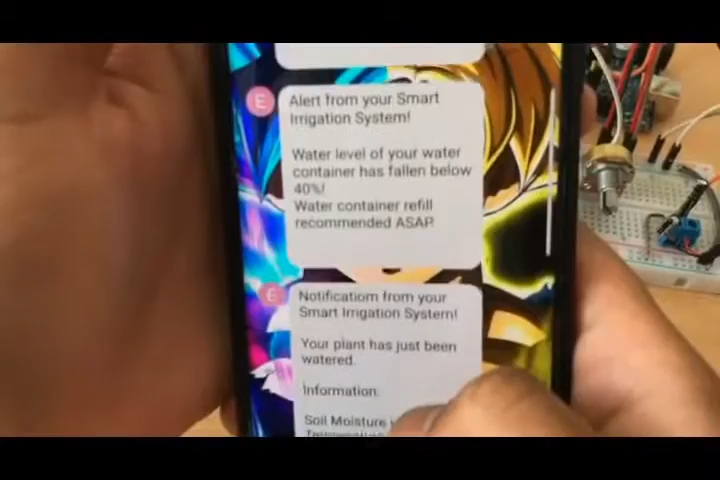 E
Alert from your Smart
Irrigation System!
Water level of your water
container has fallen below
40%!
Water container refill
recommended ASAP.
E
Notificatiom from your
Smart Irrigation System!
Your plant has just been
watered.
Information:
Soil Moisture